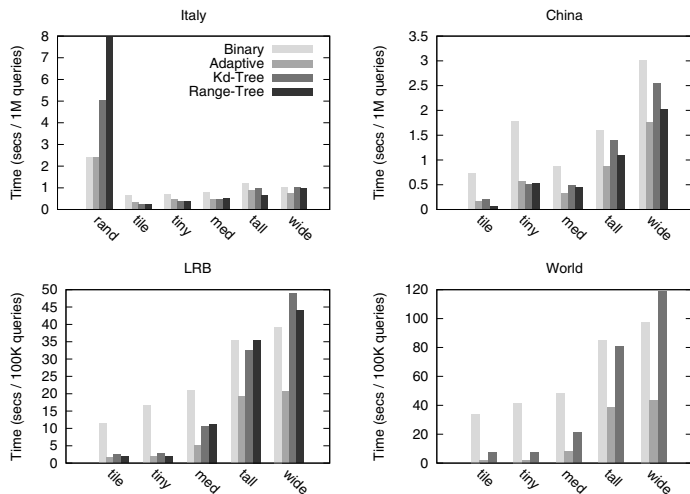 Italy
Time (secs / 1M queries)
8
7
6
5
4
3
2
1
0
Binary
Adaptive
Kd-Tree
Range-Tree
rand
tile
tiny
med
tall
wide
China
Time (secs / 1M queries)
3.5
3
2.5
2
1.5
1
0.5
0
tile
tiny
med
tall
wide
LRB
Time (secs / 100K queries)
50
45
40
35
30
25
20
15
10
5
0
tile
tiny
med
tall
wide
World
Time (secs / 100K queries)
120
100
80
60
40
20
0
tile
tiny
med
tall
wide